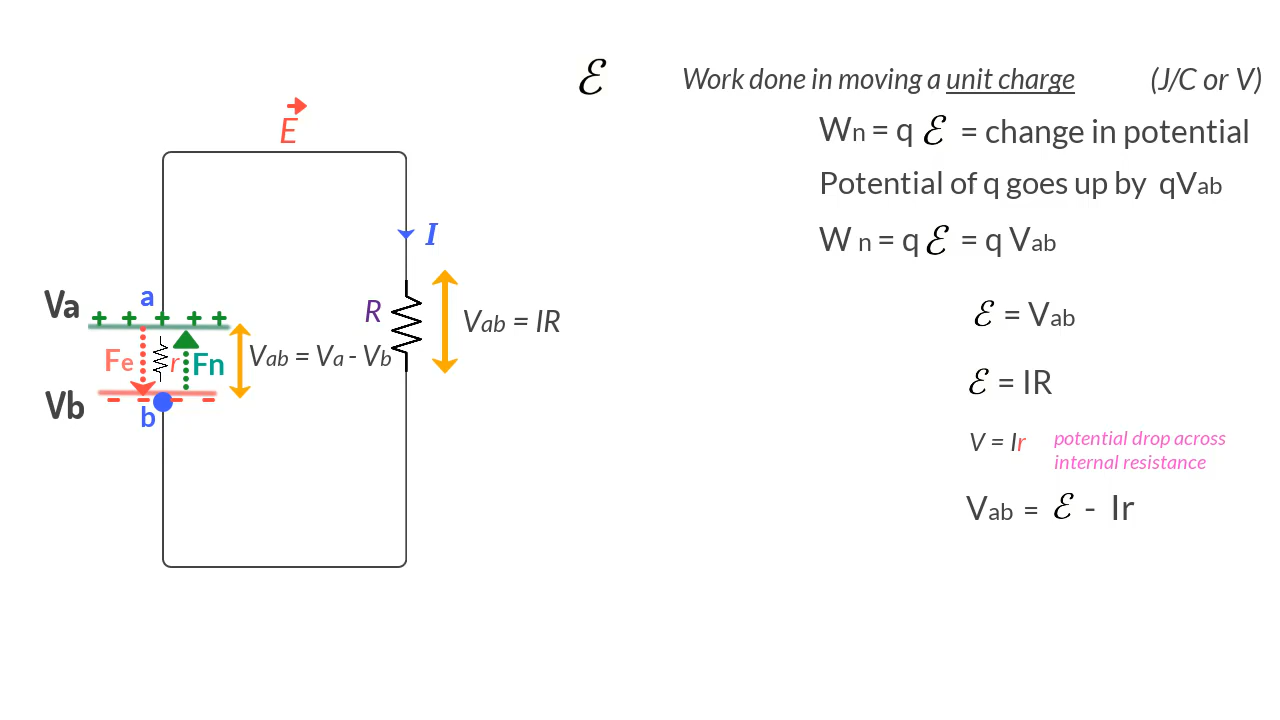 ℰ Work done in moving a unit charge (J/C or V)
E
Wn = q ℰ = change in potential
Potential of q goes up by qVab
W n = q ℰ = q Vab
I
Va
a
+ + + + +
R
Vab = IR
ℰ = Vab
Fe
r
Fn
Vab = Va - Vb
ℰ = IR
Vb
b
V = Ir
potential drop across
internal resistance
Vab = ℰ - Ir